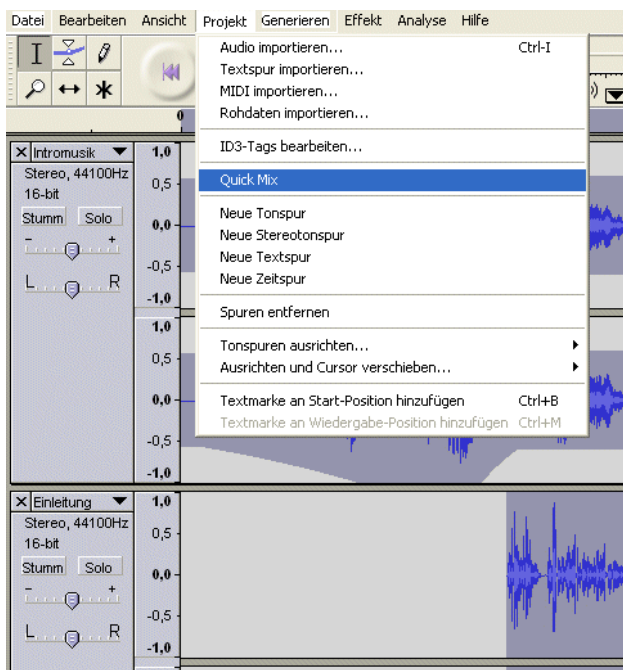 Datei Bearbeiten Ansicht Projekt Generieren Effekt Analyse Hilfe
Audio importieren... Ctrl-I
Textspur importieren...
MIDI importieren...
Rohdaten importieren...
ID3-Tags bearbeiten...
Quick Mix
Neue Tonspur
Neue Stereotonspur
Neue Textspur
Neue Zeitspur
Spuren entfernen
Tonspuren ausrichten...
Ausrichten und Cursor verschieben...
Textmarke an Start-Position hinzufügen Ctrl+B
Textmarke an Wiedergabe-Position hinzufügen Ctrl+M
0
Intromusik
Stereo, 44100Hz
16-bit
Stumm Solo
- +
L R
1,0
0,5
0,0
-0,5
-1,0
1,0
0,5
0,0
-0,5
-1,0
Einleitung
Stereo, 44100Hz
16-bit
Stumm Solo
- +
L R
1,0
0,5
0,0
-0,5
-1,0